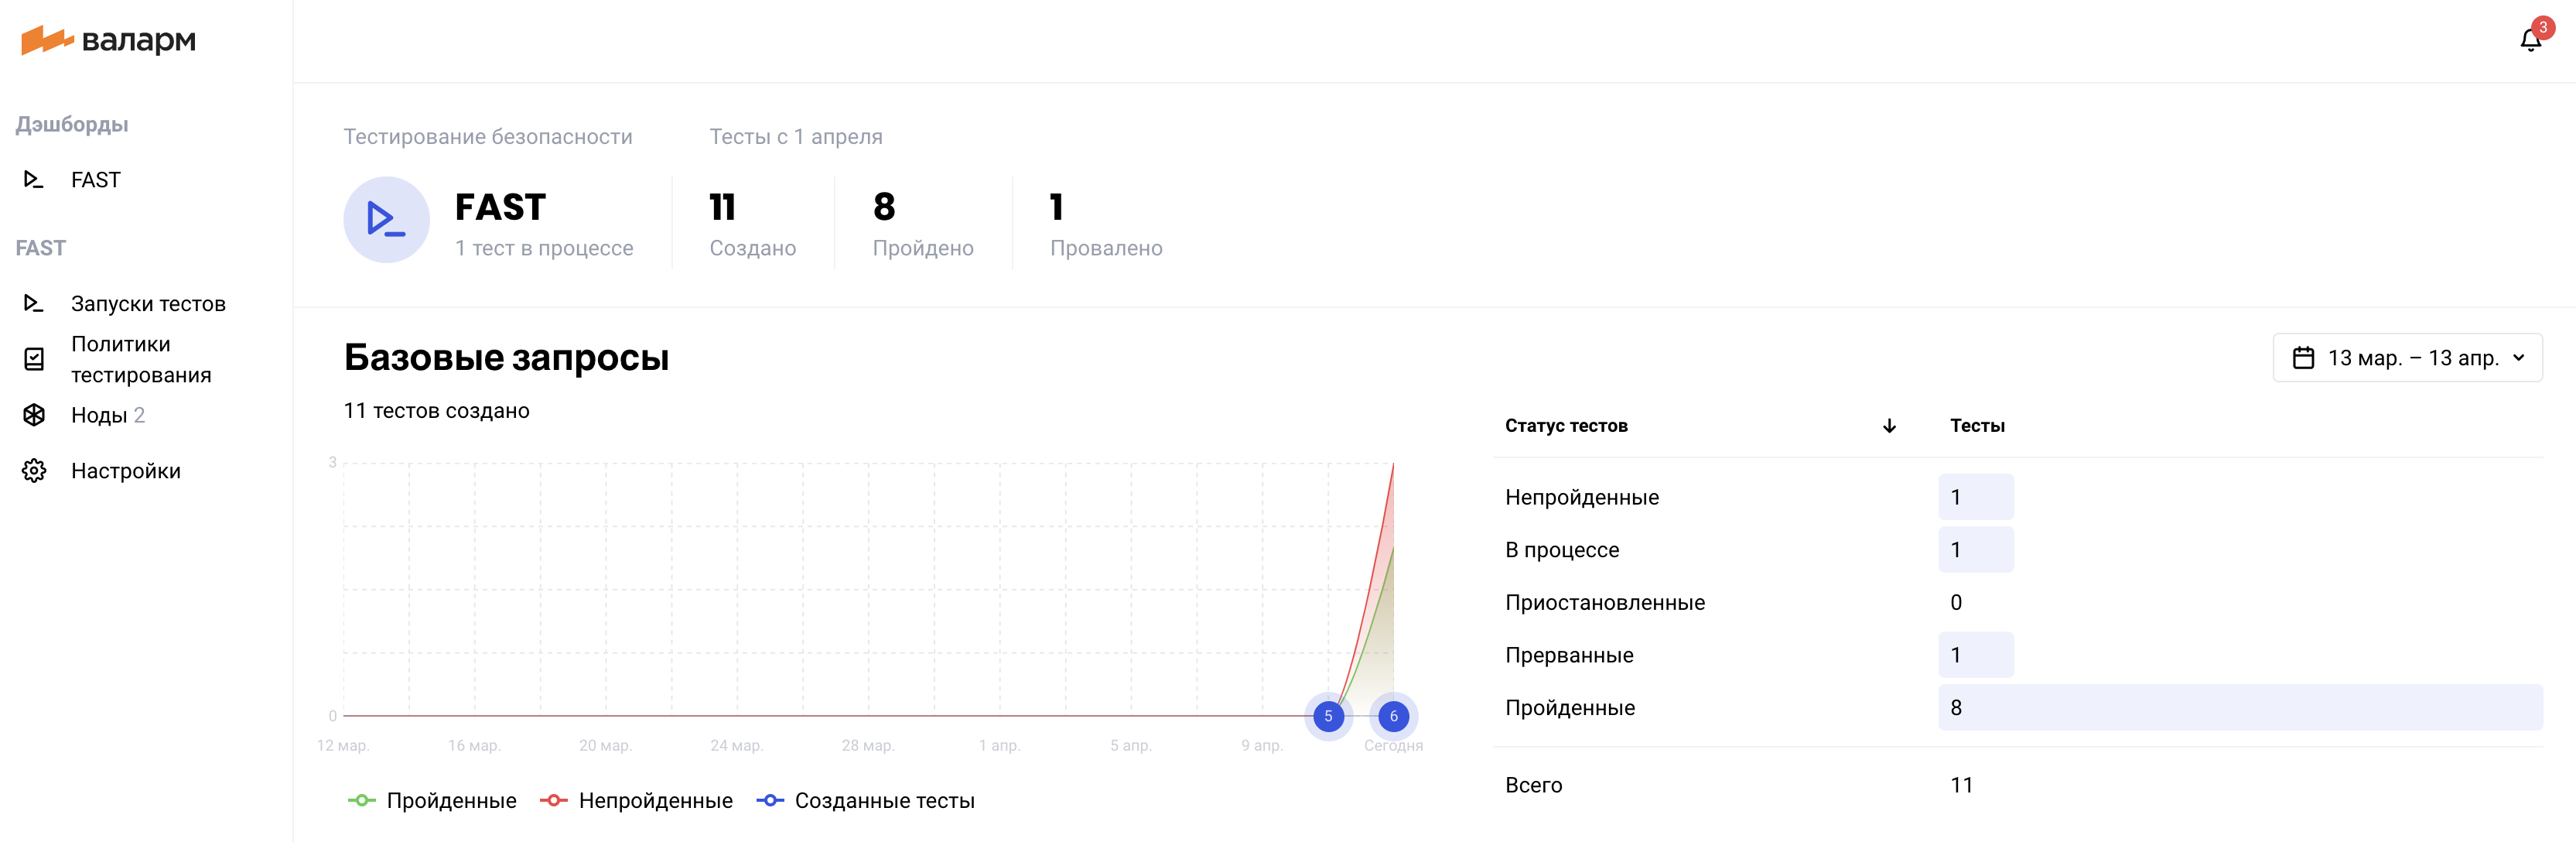 валарм
3
Дэшборды
FAST
FAST
Запуски тестов
Политики
тестирования
Ноды 2
Настройки
Тестирование безопасности
FAST
1 тест в процессе
Тесты с 1 апреля
11
Создано
8
Пройдено
1
Провалено
Базовые запросы
13 мар. – 13 апр.
11 тестов создано
3
0
5
6
12 мар.
16 мар.
20 мар.
24 мар.
28 мар.
1 апр.
5 апр.
9 апр.
Сегодня
Пройденные
Непройденные
Созданные тесты
Статус тестов
Тесты
Непройденные 1
В процессе 1
Приостановленные 0
Прерванные 1
Пройденные 8
Всего 11